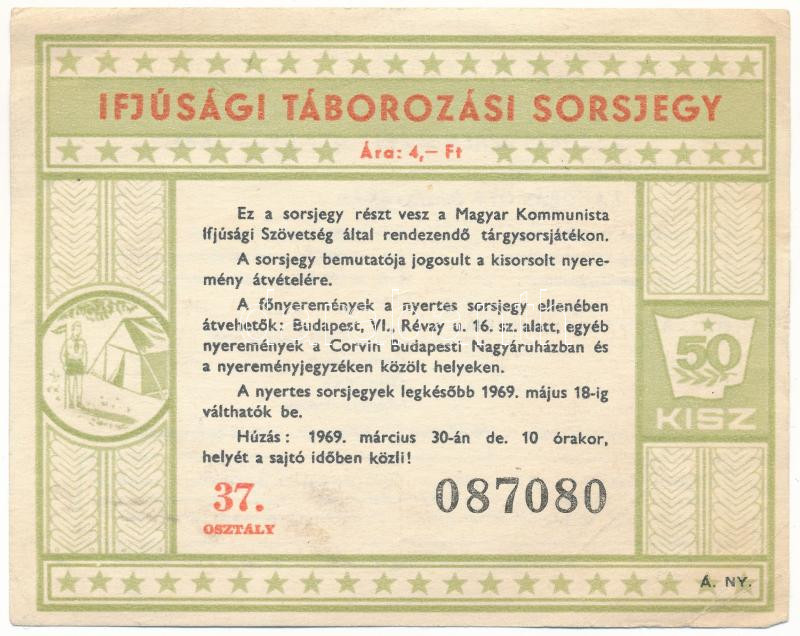 IFJÚSÁGI TÁBOROZÁSI SORSJEGY
Ára: 4,– Ft
Ez a sorsjegy részt vesz a Magyar Kommunista
Ifjúsági Szövetség által rendezendő tárgysorsjátékon.
A sorsjegy bemutatója jogosult a kisorsolt nyere-
mény átvételére.
A főnyeremények a nyertes sorsjegy ellenében
átvehetők: Budapest, VI., Révay u. 16. sz. alatt, egyéb
nyeremények a Corvin Budapesti Nagyáruházban és
a nyereményjegyzéken közölt helyeken.
A nyertes sorsjegyek legkésőbb 1969. május 18-ig
válthatók be.
Húzás: 1969. március 30-án de. 10 órakor,
helyét a sajtó időben közli!
50
KISZ
37.
OSZTÁLY
087080
Á. NY.